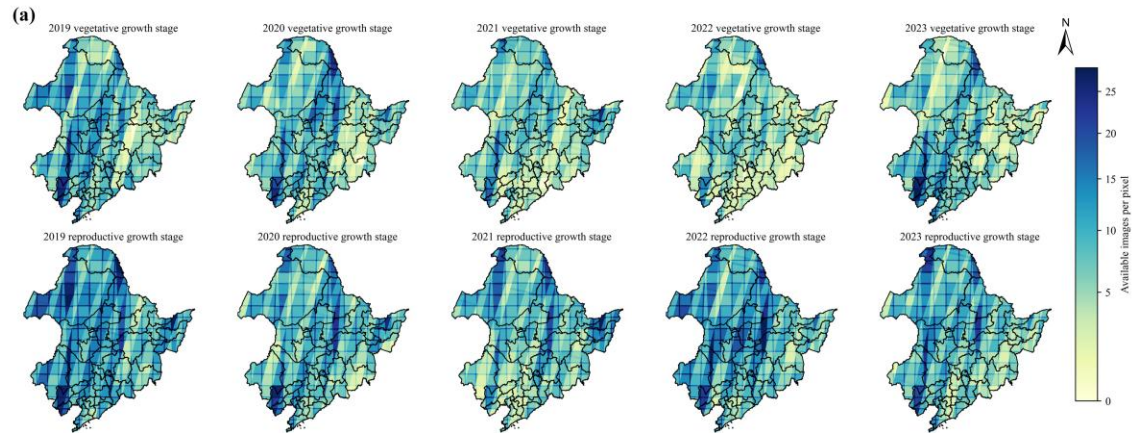 (a)
2019 vegetative growth stage
2020 vegetative growth stage
2021 vegetative growth stage
2022 vegetative growth stage
2023 vegetative growth stage
N
2019 reproductive growth stage
2020 reproductive growth stage
2021 reproductive growth stage
2022 reproductive growth stage
2023 reproductive growth stage
25
20
15
10
5
0
Available images per pixel